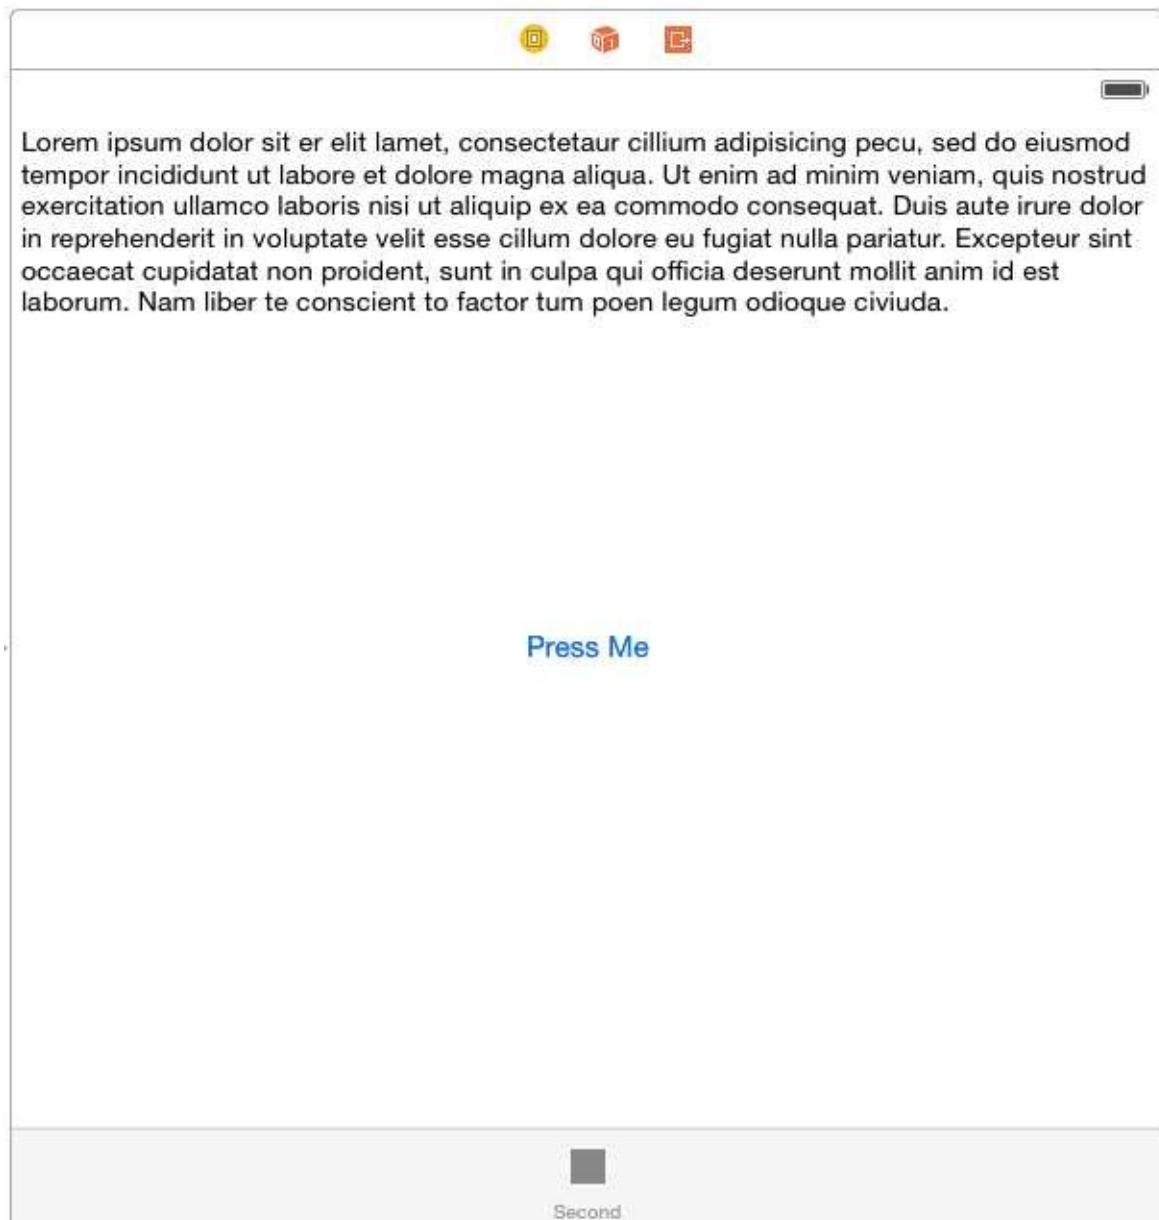 Lorem ipsum dolor sit er elit lamet, consectetaur cillium adipisicing pecu, sed do eiusmod
tempor incididunt ut labore et dolore magna aliqua. Ut enim ad minim veniam, quis nostrud
exercitation ullamco laboris nisi ut aliquip ex ea commodo consequat. Duis aute irure dolor
in reprehenderit in voluptate velit esse cillum dolore eu fugiat nulla pariatur. Excepteur sint
occaecat cupidatat non proident, sunt in culpa qui officia deserunt mollit anim id est
laborum. Nam liber te conscient to factor tum poen legum odioque civiuda.
Press Me
Second